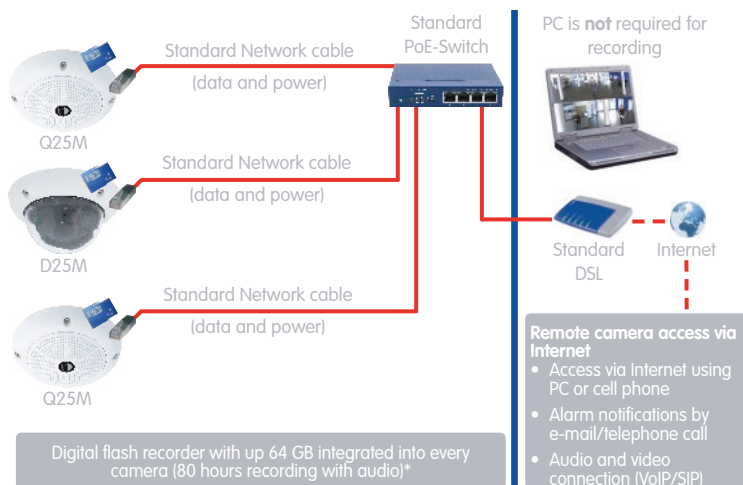 Standard
PoE-Switch
PC is not required for
recording
Standard Network cable
(data and power)
Q25M
Standard Network cable
(data and power)
D25M
Standard
DSL
Internet
Standard Network cable
(data and power)
Q25M
Remote camera access via
Internet
• Access via Internet using
PC or cell phone
• Alarm notifications by
e-mail/telephone call
• Audio and video
connection (VoIP/SIP)
Digital flash recorder with up 64 GB integrated into every
camera (80 hours recording with audio)*